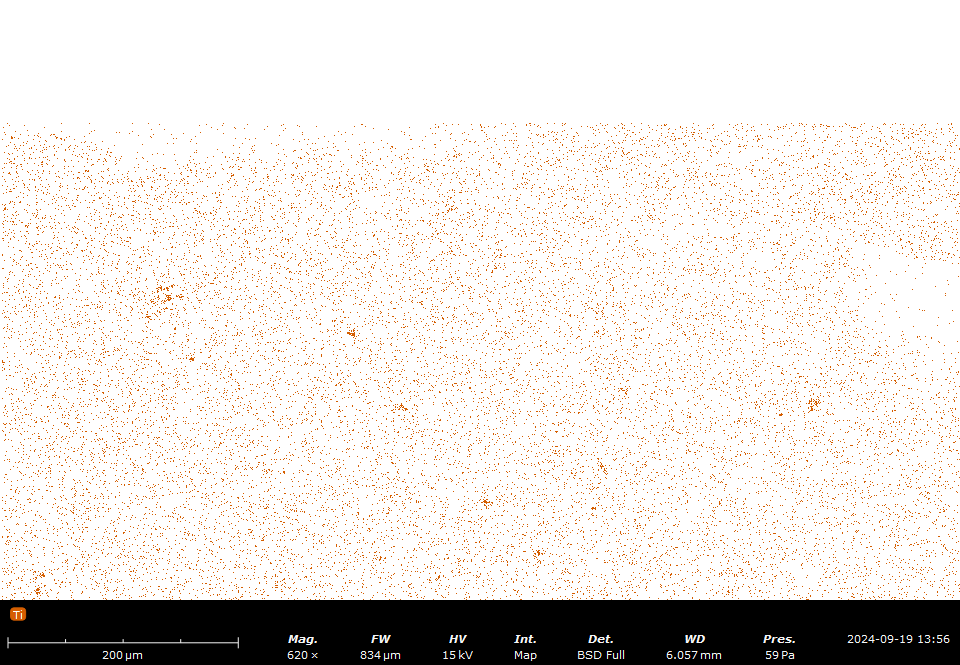 Ti
Mag. FW HV Int. Det. WD Pres. 2024-09-19 13:56
200 µm 620 × 834 µm 15 kV Map BSD Full 6.057 mm 59 Pa